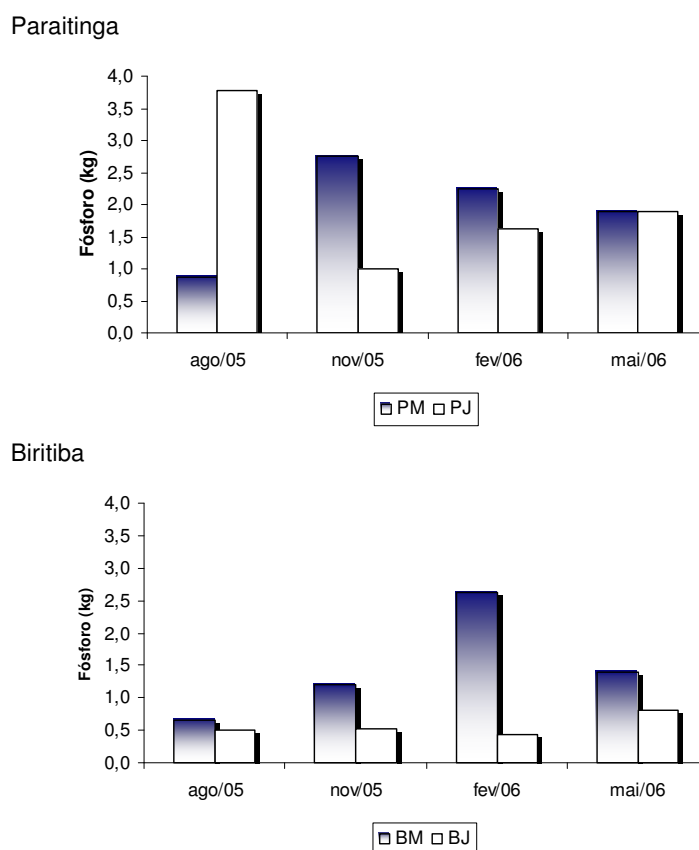 Paraitinga
Fósforo (kg)
4,0
3,5
3,0
2,5
2,0
1,5
1,0
0,5
0,0
ago/05 nov/05 fev/06 mai/06
PM PJ
Biritiba
Fósforo (kg)
4,0
3,5
3,0
2,5
2,0
1,5
1,0
0,5
0,0
ago/05 nov/05 fev/06 mai/06
BM BJ